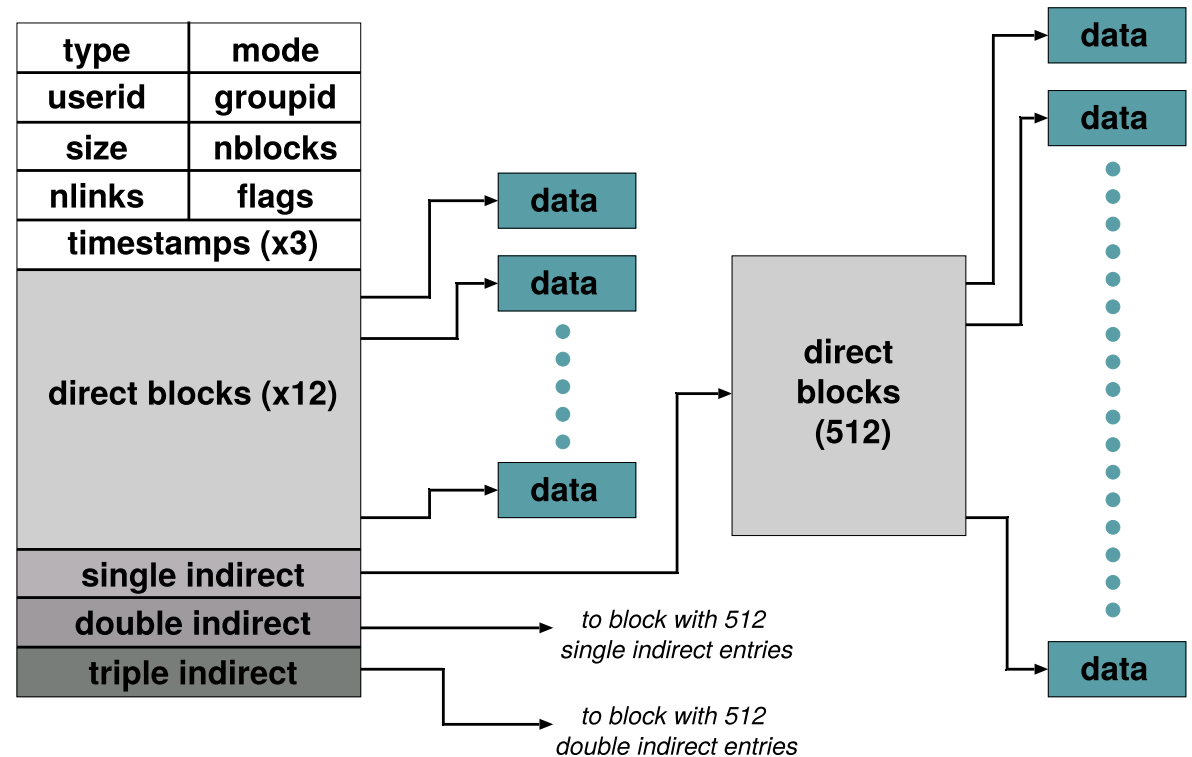 type mode
userid groupid
size nblocks
nlinks flags
timestamps (x3)
direct blocks (x12)
single indirect
double indirect
triple indirect
data
data
data
to block with 512
single indirect entries
to block with 512
double indirect entries
direct
blocks
(512)
data
data
data